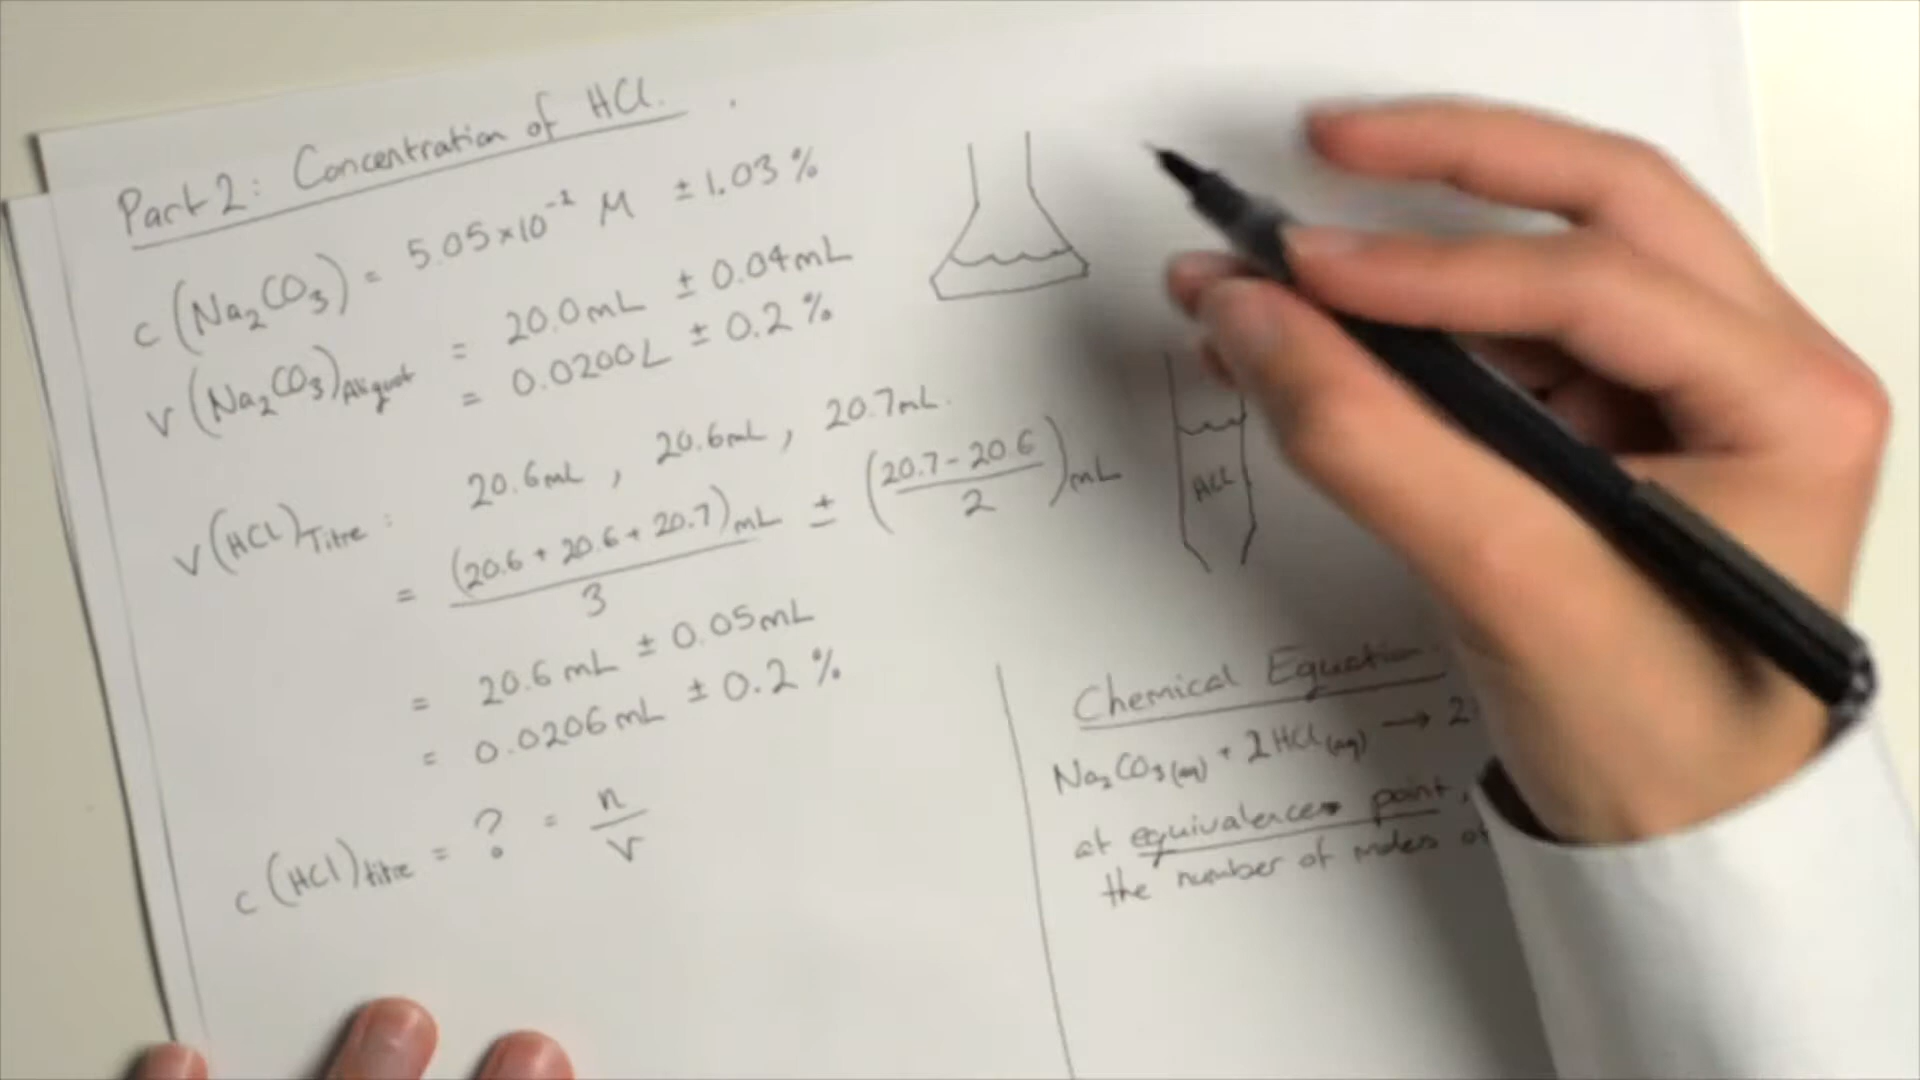 Part 2: Concentration of HCl.
c (Na₂CO₃) = 5.05×10⁻² M ± 1.03 %
V (Na₂CO₃)Aliquot = 20.0mL ± 0.04mL
= 0.0200L ± 0.2 %
V (HCl)Titre : 20.6mL , 20.6mL , 20.7mL.
= (20.6 + 20.6 + 20.7)mL / 3 ± (20.7 - 20.6 / 2)mL
= 20.6 mL ± 0.05mL
= 0.0206mL ± 0.2 %
c (HCl)titre = ? = n / V
HCl
Chemical Equation
Na₂CO₃(aq) + 2HCl(aq) → 2
at equivalence point,
the number of moles of